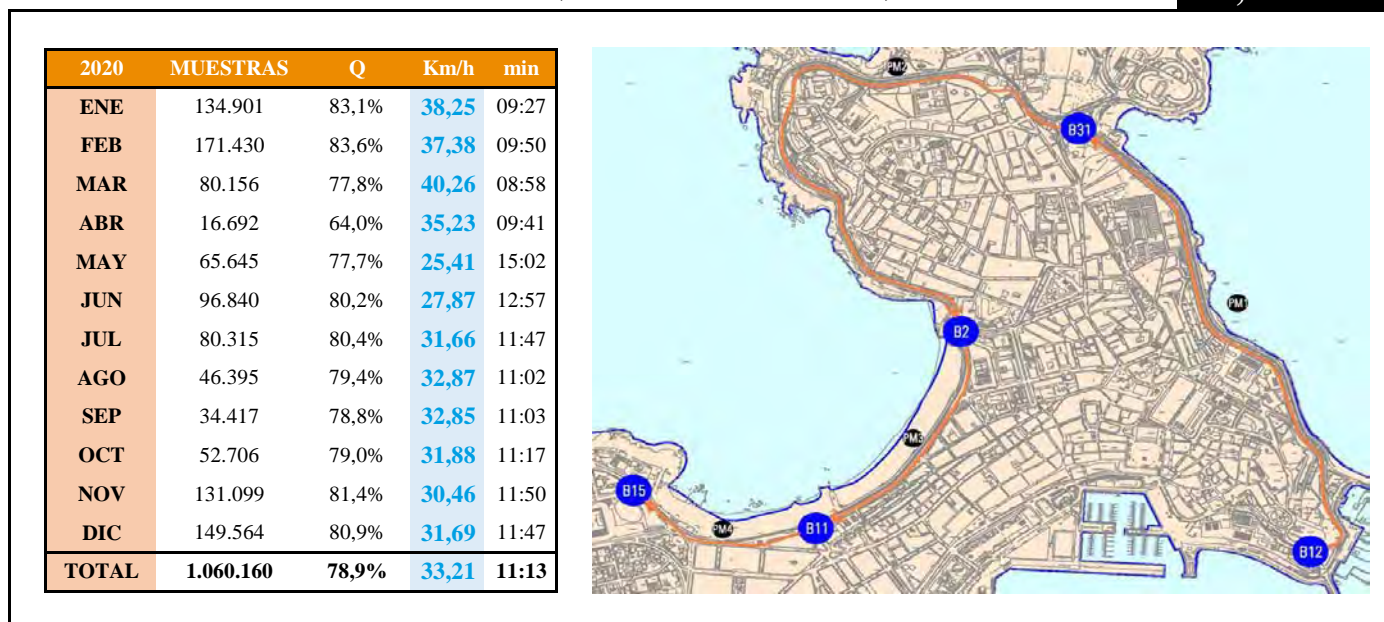 2020 MUESTRAS Q Km/h min
ENE 134.901 83,1% 38,25 09:27
FEB 171.430 83,6% 37,38 09:50
MAR 80.156 77,8% 40,26 08:58
ABR 16.692 64,0% 35,23 09:41
MAY 65.645 77,7% 25,41 15:02
JUN 96.840 80,2% 27,87 12:57
JUL 80.315 80,4% 31,66 11:47
AGO 46.395 79,4% 32,87 11:02
SEP 34.417 78,8% 32,85 11:03
OCT 52.706 79,0% 31,88 11:17
NOV 131.099 81,4% 30,46 11:50
DIC 149.564 80,9% 31,69 11:47
TOTAL 1.060.160 78,9% 33,21 11:13
PM2
B31
PM1
B2
PM3
B15
PM4
B11
B12